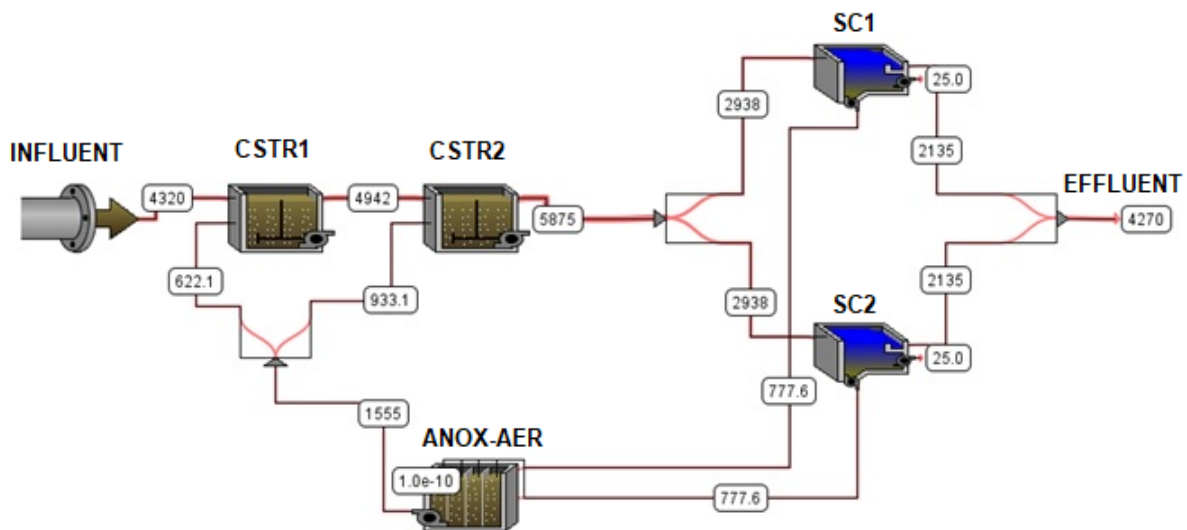 SC1
25.0
2938
INFLUENT
CSTR1
CSTR2
2135
4320
4942
5875
EFFLUENT
4270
622.1
933.1
2938
SC2
2135
25.0
777.6
1555
ANOX-AER
1.0e-10
777.6